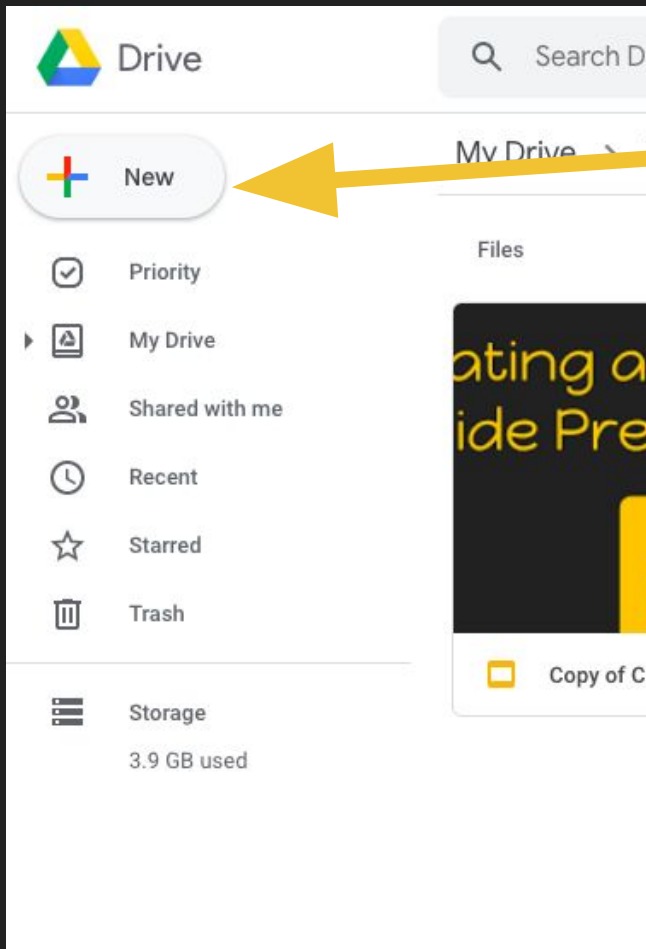 Drive
Search D
New
My Drive
Files
Priority
My Drive
Shared with me
Recent
Starred
Trash
ating a
ide Pre
Copy of C
Storage
3.9 GB used